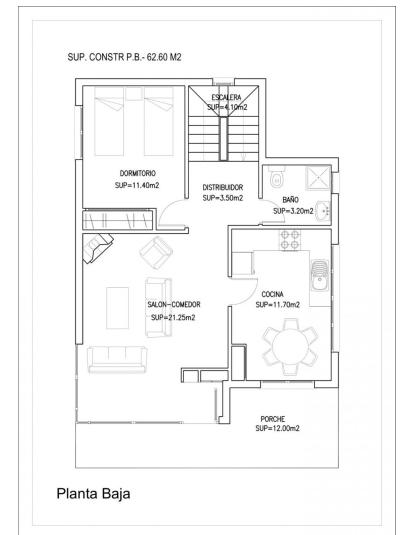 SUP. CONSTR P.B.- 62.60 M2
ESCALERA
SUP=4.10m2
DORMITORIO
SUP=11.40m2
DISTRIBUIDOR
SUP=3.50m2
BAÑO
SUP=3.20m2
SALON-COMEDOR
SUP=21.25m2
COCINA
SUP=11.70m2
PORCHE
SUP=12.00m2
Planta Baja